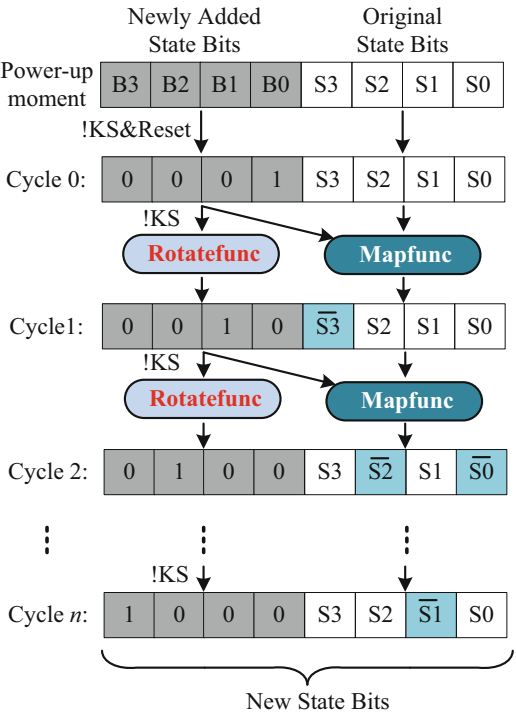 Newly Added Original
State Bits State Bits
Power-up moment B3 B2 B1 B0 S3 S2 S1 S0
!KS&Reset
Cycle 0: 0 0 0 1 S3 S2 S1 S0
!KS
Rotatefunc Mapfunc
Cycle1: 0 0 1 0 S̅3̅ S2 S1 S0
!KS
Rotatefunc Mapfunc
Cycle 2: 0 1 0 0 S3 S̅2̅ S1 S̅0̅
!KS
Cycle n: 1 0 0 0 S3 S2 S̅1̅ S0
New State Bits